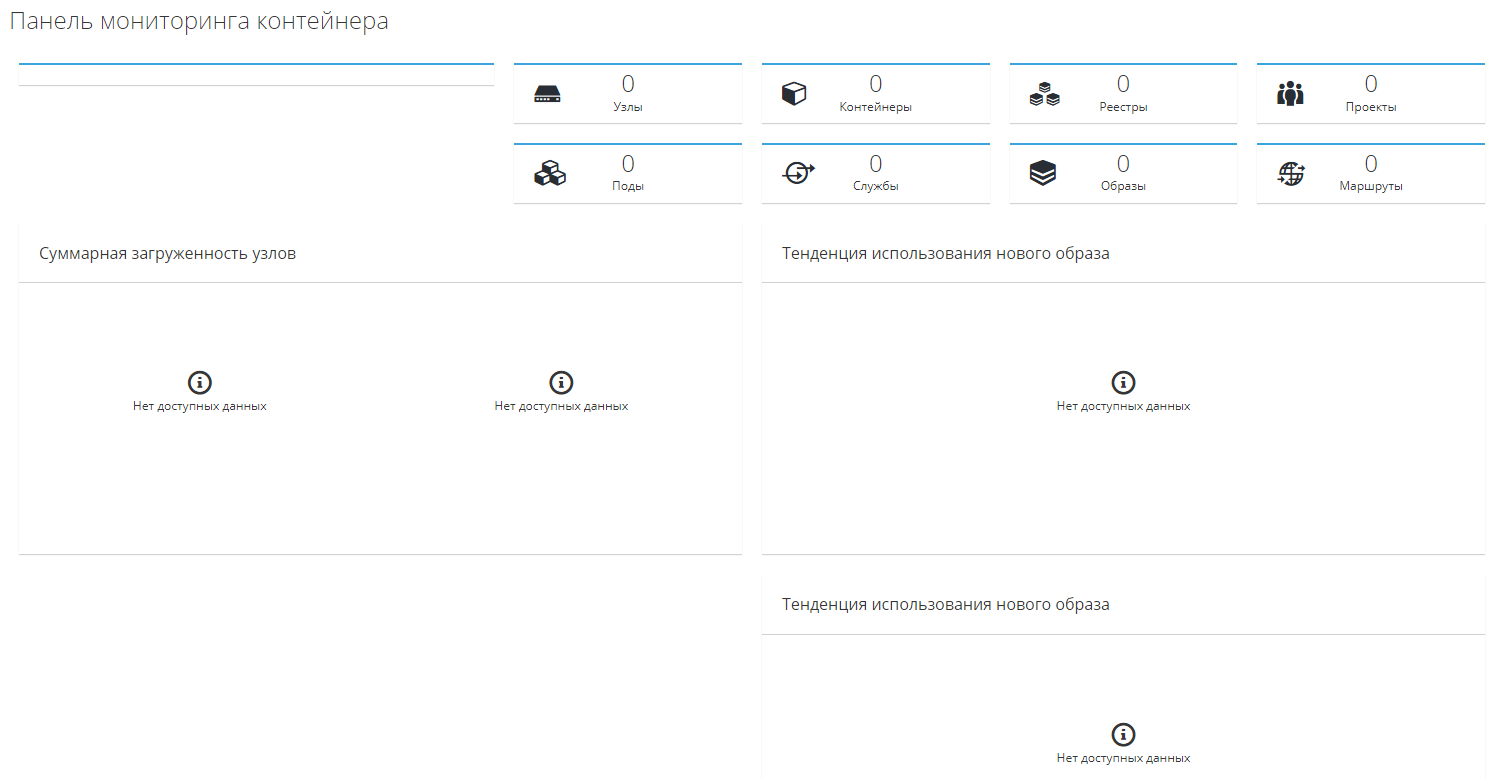 Панель мониторинга контейнера
0
Узлы
0
Контейнеры
0
Реестры
0
Проекты
0
Поды
0
Службы
0
Образы
0
Маршруты
Суммарная загруженность узлов
Тенденция использования нового образа
Нет доступных данных
Нет доступных данных
Нет доступных данных
Тенденция использования нового образа
Нет доступных данных